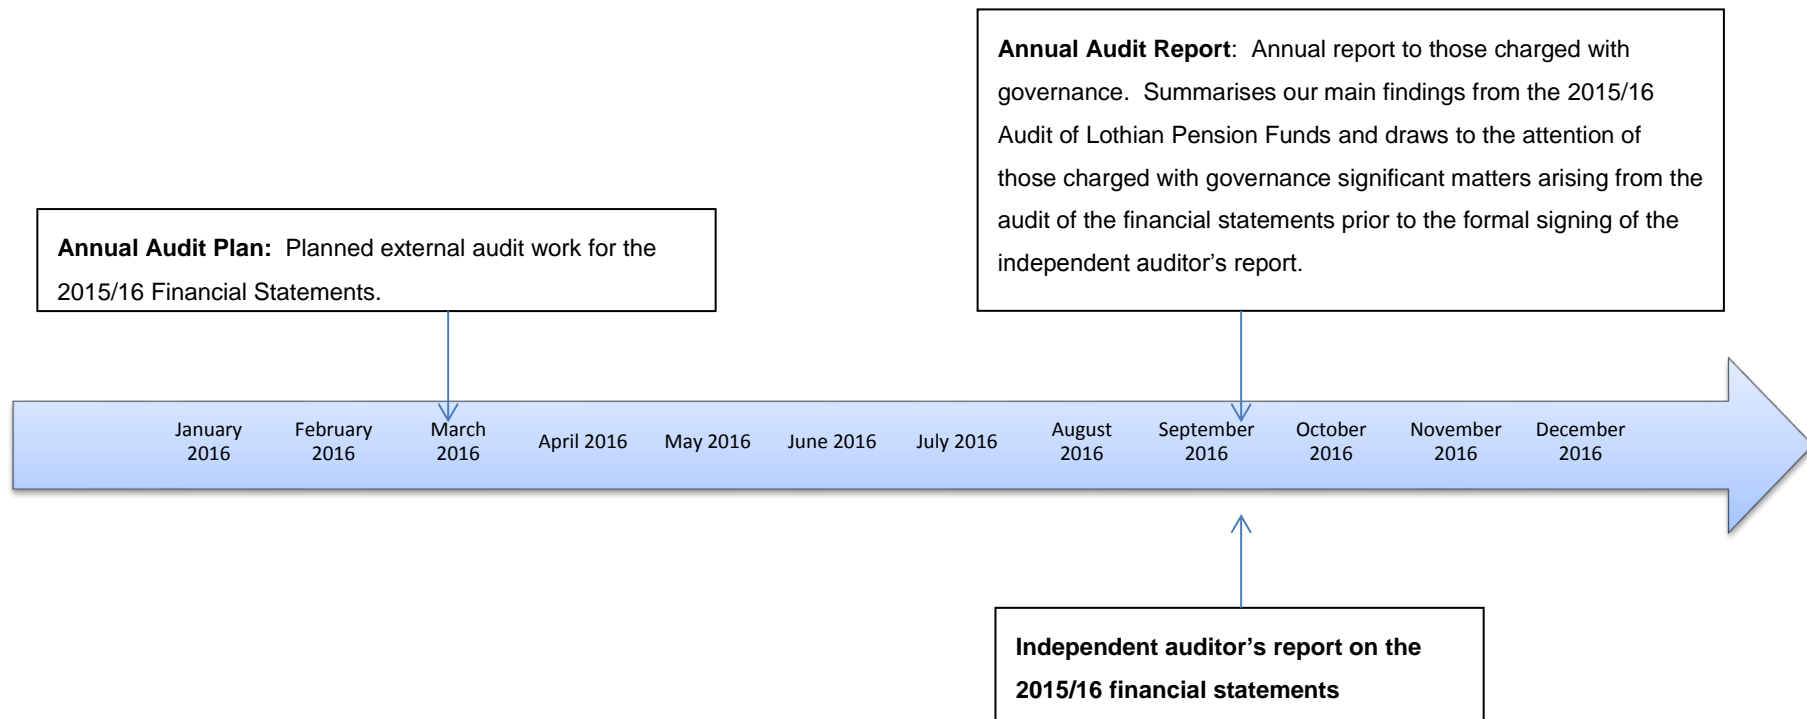 Annual Audit Report:  Annual report to those charged with
governance.  Summarises our main findings from the 2015/16
Audit of Lothian Pension Funds and draws to the attention of
those charged with governance significant matters arising from the
audit of the financial statements prior to the formal signing of the
independent auditor’s report.
Annual Audit Plan:  Planned external audit work for the
2015/16 Financial Statements.
January
2016
February
2016
March
2016
April 2016
May 2016
June 2016
July 2016
August
2016
September
2016
October
2016
November
2016
December
2016
Independent auditor’s report on the
2015/16 financial statements